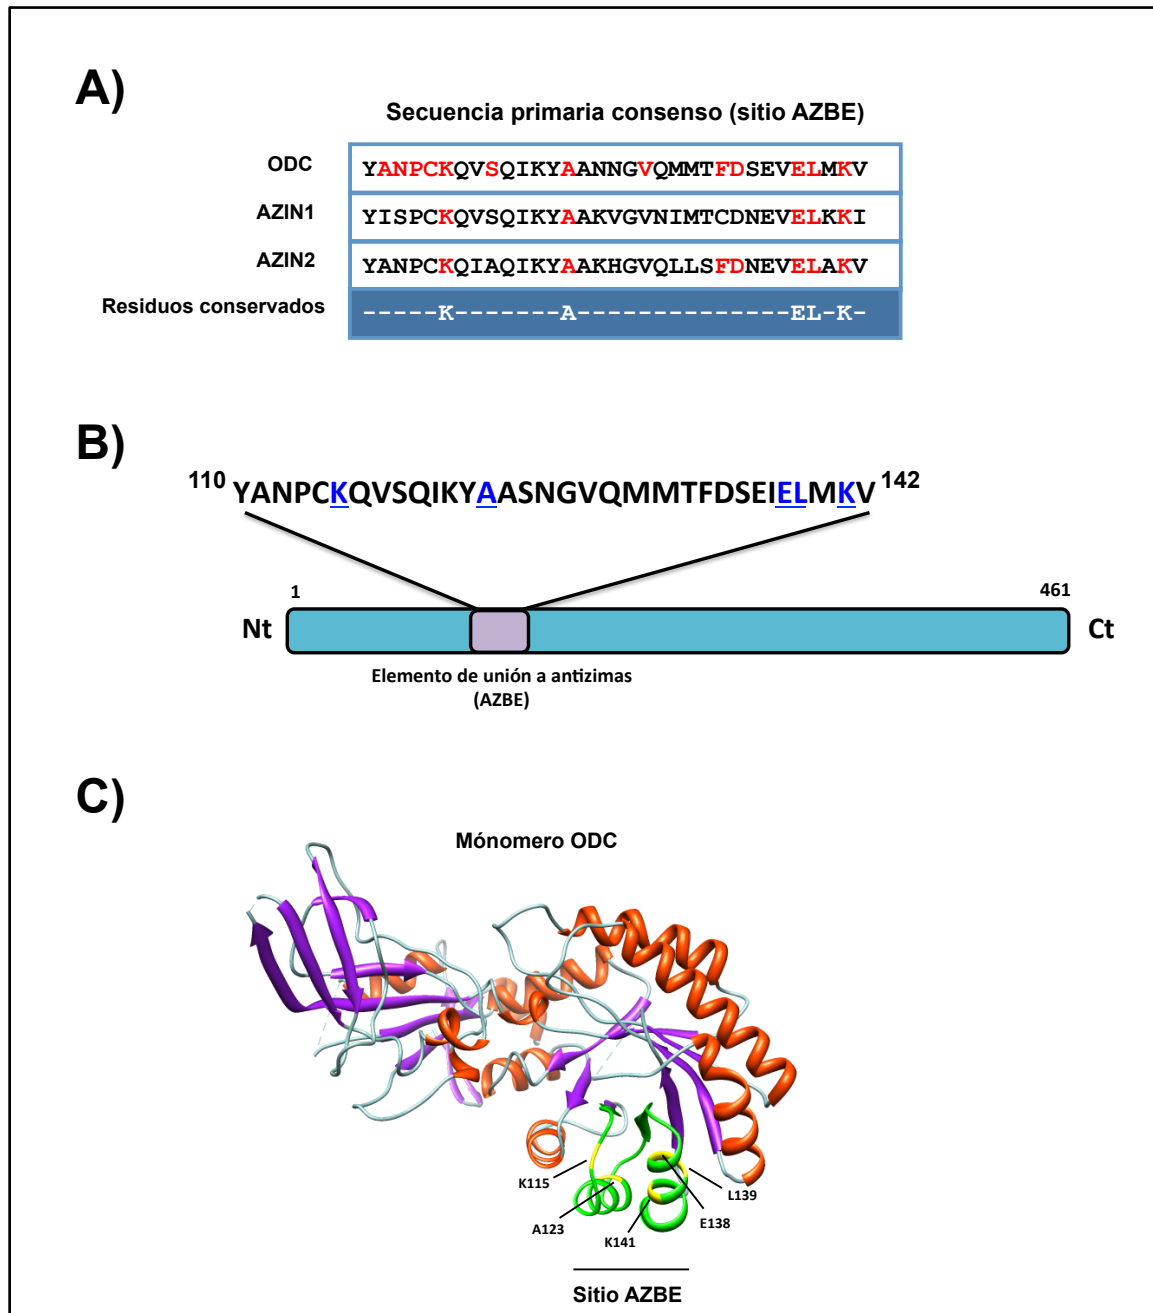 A)
Secuencia primaria consenso (sitio AZBE)
ODC YANPCKQVSQIKYAANNGVQMMTFDSEVELMKV
AZIN1 YISPCKQVSQIKYAAKVGVNIMTCDNEVELKKI
AZIN2 YANPCKQIAQIKYAAKHGVQLLSFDNEVELAKV
Residuos conservados -----K-------A--------------EL-K-
B)
110 YANPCKQVSQIKYAASNGVQMMTFDSEIELMKV 142
1 461
Nt Ct
Elemento de unión a antizimas
(AZBE)
C)
Mónomero ODC
K115
L139
A123
E138
K141
Sitio AZBE